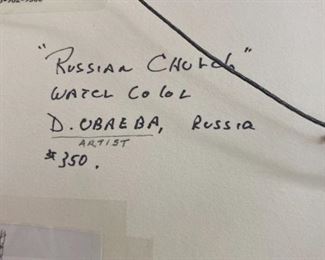 "RUSSIAN CHURCH"
WATER COLOR
D. OBAEBA, RUSSIA
ARTIST
$350.